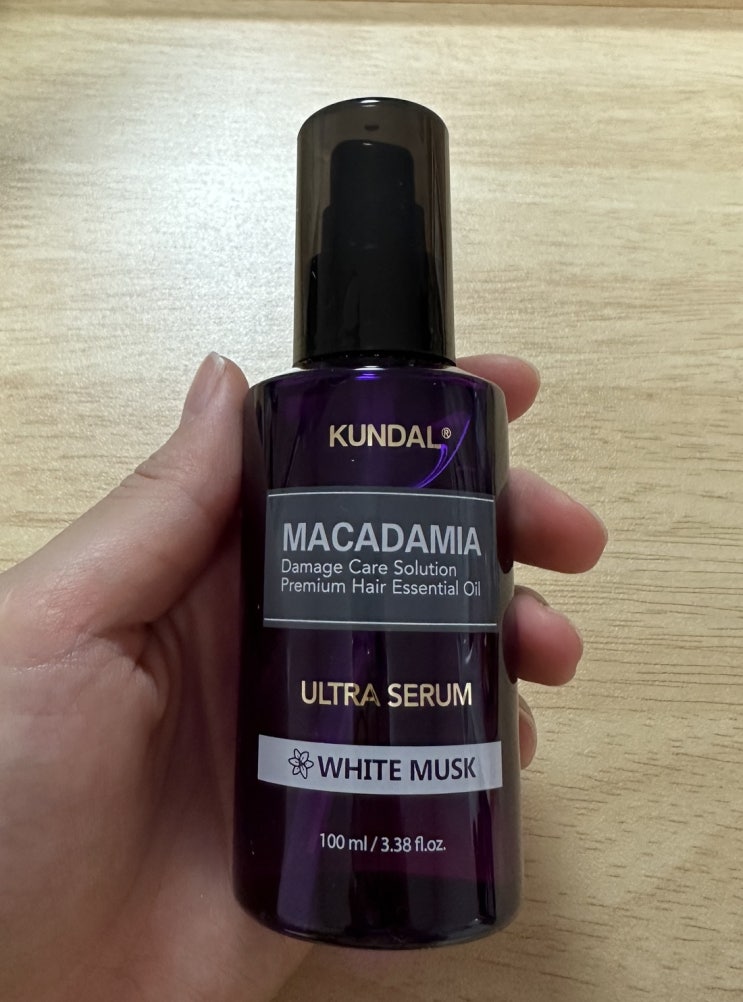 KUNDAL®
MACADAMIA
Damage Care Solution
Premium Hair Essential Oil
ULTRA SERUM
WHITE MUSK
100 ml / 3.38 fl.oz.